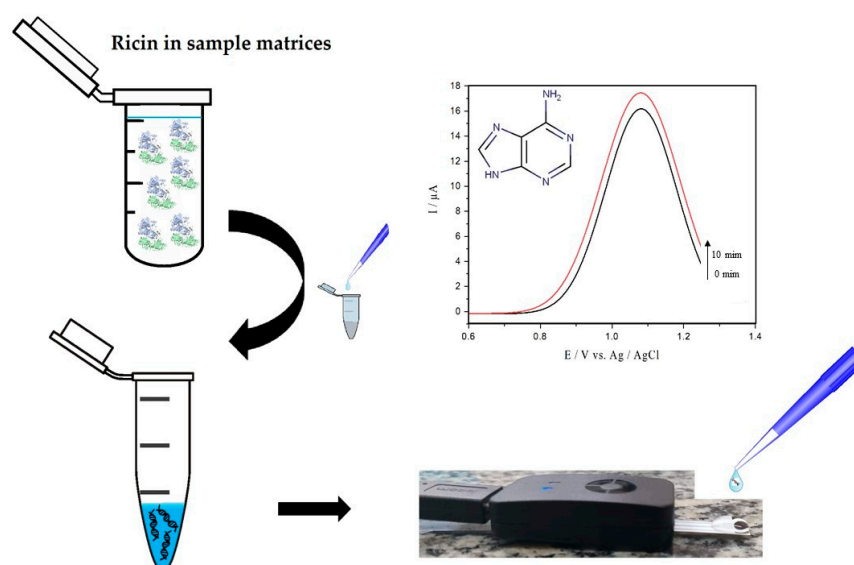 Ricin in sample matrices
18
16
14
12
10
8
6
4
2
0
I / µA
NH₂
N
N
HN
N
10 mim
0 mim
0.6 0.8 1.0 1.2 1.4
E / V vs. Ag / AgCl